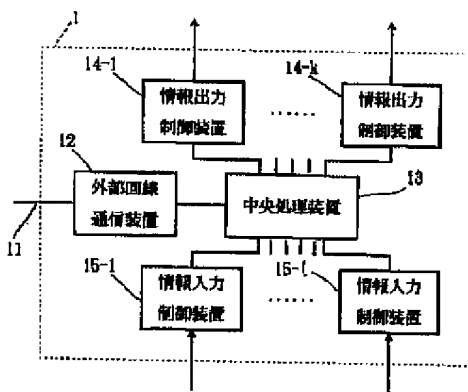 1
14-1
14-k
情報出力
制御装置
……
情報出力
制御装置
12
13
外部回線
通信装置
中央処理装置
11
15-1
15-l
情報入力
制御装置
……
情報入力
制御装置